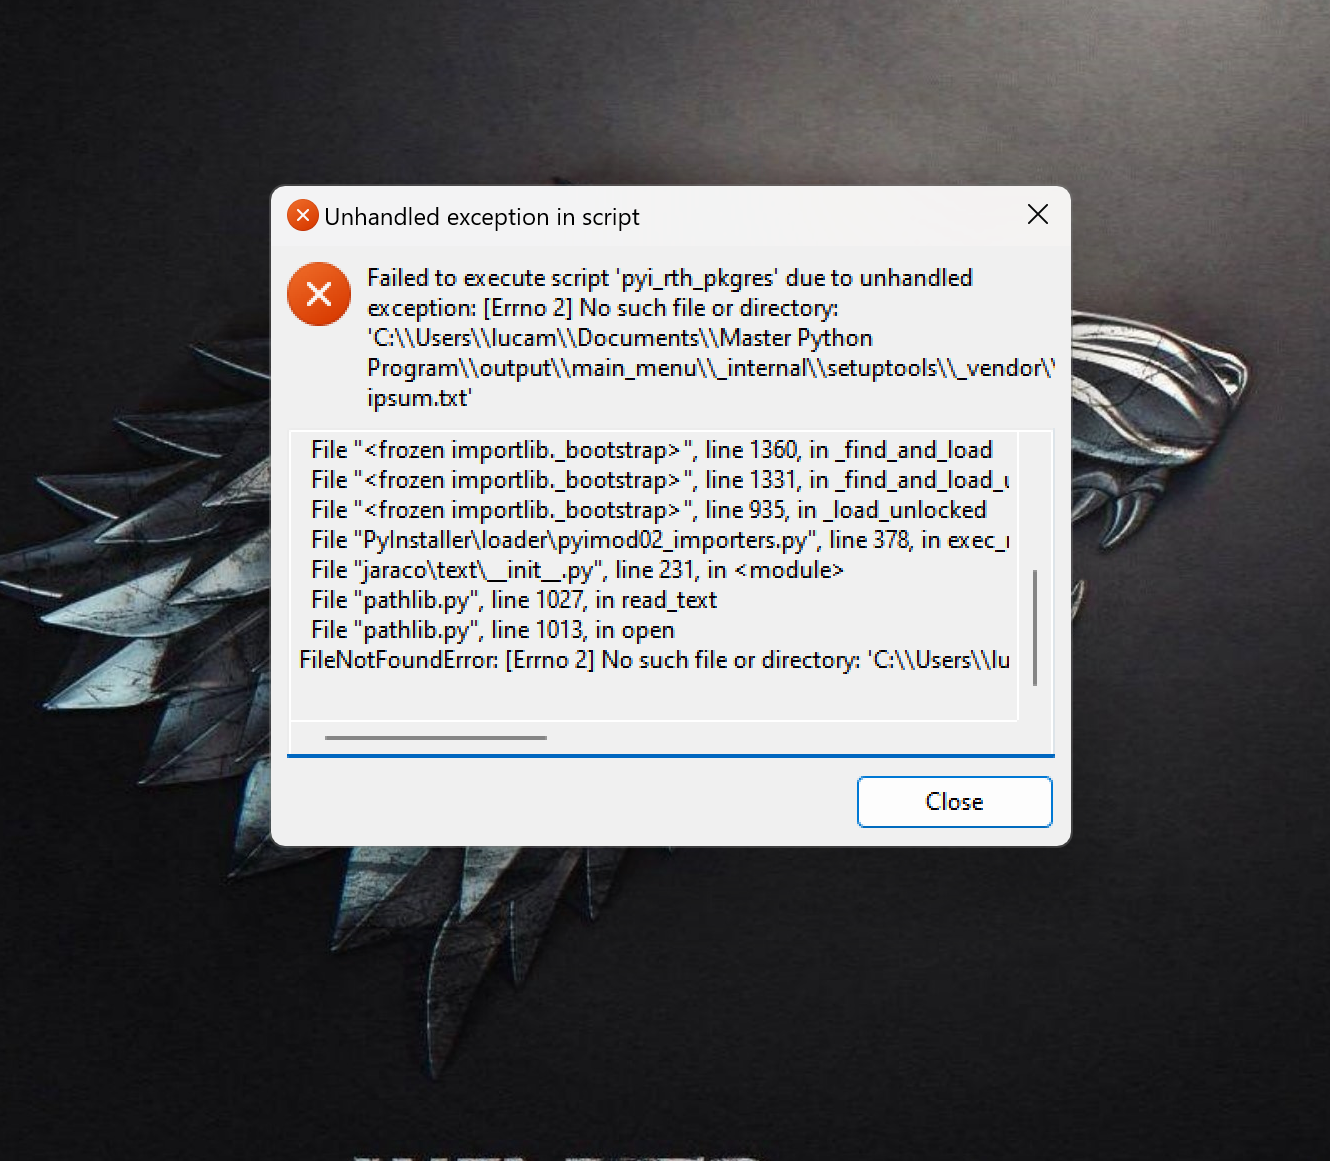 Unhandled exception in script
Failed to execute script 'pyi_rth_pkgres' due to unhandled
exception: [Errno 2] No such file or directory:
'C:\\Users\\lucam\\Documents\\Master Python
Program\\output\\main_menu\\_internal\\setuptools\\_vendor\\
ipsum.txt'
File "<frozen importlib._bootstrap>", line 1360, in _find_and_load
File "<frozen importlib._bootstrap>", line 1331, in _find_and_load_
File "<frozen importlib._bootstrap>", line 935, in _load_unlocked
File "PyInstaller\loader\pyimod02_importers.py", line 378, in exec_
File "jaraco\text\__init__.py", line 231, in <module>
File "pathlib.py", line 1027, in read_text
File "pathlib.py", line 1013, in open
FileNotFoundError: [Errno 2] No such file or directory: 'C:\\Users\\lu
Close